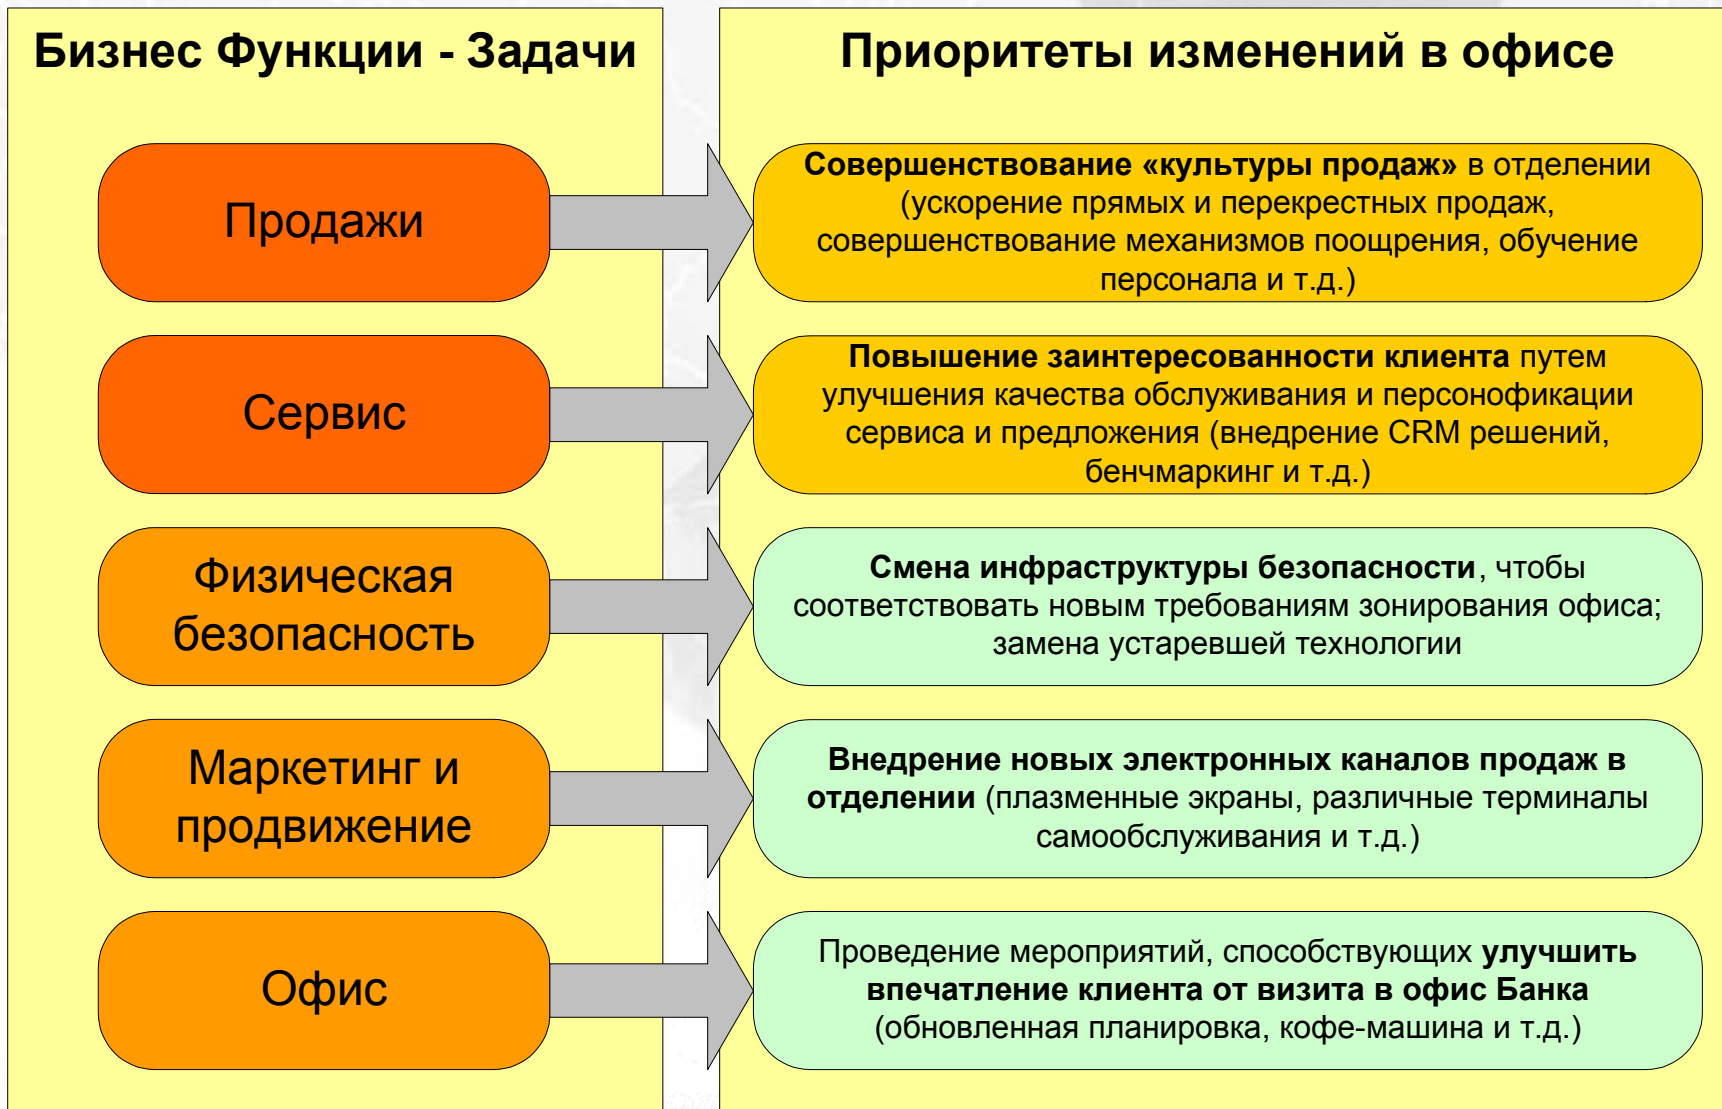 Бизнес Функции - Задачи
Приоритеты изменений в офисе
Продажи
Совершенствование «культуры продаж» в отделении
(ускорение прямых и перекрестных продаж,
совершенствование механизмов поощрения, обучение
персонала и т.д.)
Сервис
Повышение заинтересованности клиента путем
улучшения качества обслуживания и персонофикации
сервиса и предложения (внедрение CRM решений,
бенчмаркинг и т.д.)
Физическая
безопасность
Смена инфраструктуры безопасности, чтобы
соответствовать новым требованиям зонирования офиса;
замена устаревшей технологии
Маркетинг и
продвижение
Внедрение новых электронных каналов продаж в
отделении (плазменные экраны, различные терминалы
самообслуживания и т.д.)
Офис
Проведение мероприятий, способствующих улучшить
впечатление клиента от визита в офис Банка
(обновленная планировка, кофе-машина и т.д.)